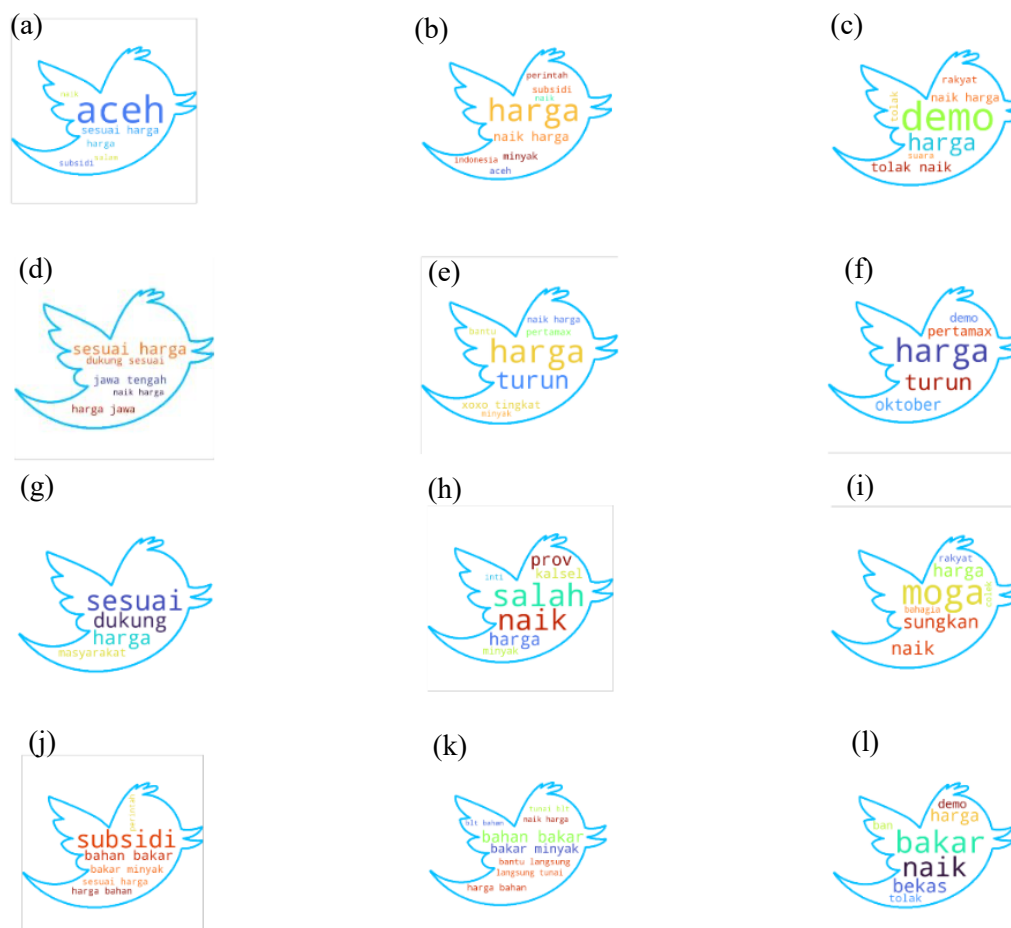 (a)
naik
aceh
sesuai harga
harga
salam
subsidi
(b)
perintah
subsidi
naik
harga
naik harga
minyak
indonesia
aceh
(c)
rakyat
naik harga
tolak
demo
harga
suara
tolak naik
(d)
sesuai harga
dukung sesuai
jawa tengah
naik harga
harga jawa
(e)
naik harga
bantu pertamax
harga
turun
xoxo tingkat
minyak
(f)
demo
pertamax
harga
turun
oktober
(g)
sesuai
dukung
harga
masyarakat
(h)
prov
inti kalsel
salah
naik
harga
minyak
(i)
rakyat
harga
moga
bahagia
sungkan
naik
(j)
perintah
subsidi
bahan bakar
bakar minyak
sesuai harga
harga bahan
(k)
tunai blt
naik harga
blt bahan
bahan bakar
bakar minyak
bantu langsung
langsung tunai
harga bahan
(l)
demo
harga
ban
bakar
naik
bekas
tolak